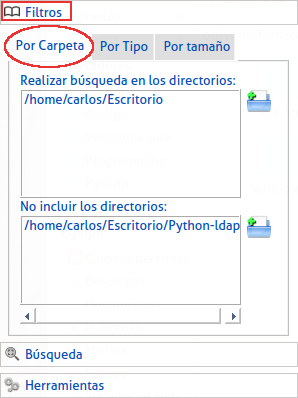 Filtros
Por Carpeta
Por Tipo
Por tamaño
Realizar búsqueda en los directorios:
/home/carlos/Escritorio
No incluir los directorios:
/home/carlos/Escritorio/Python-ldap
Búsqueda
Herramientas